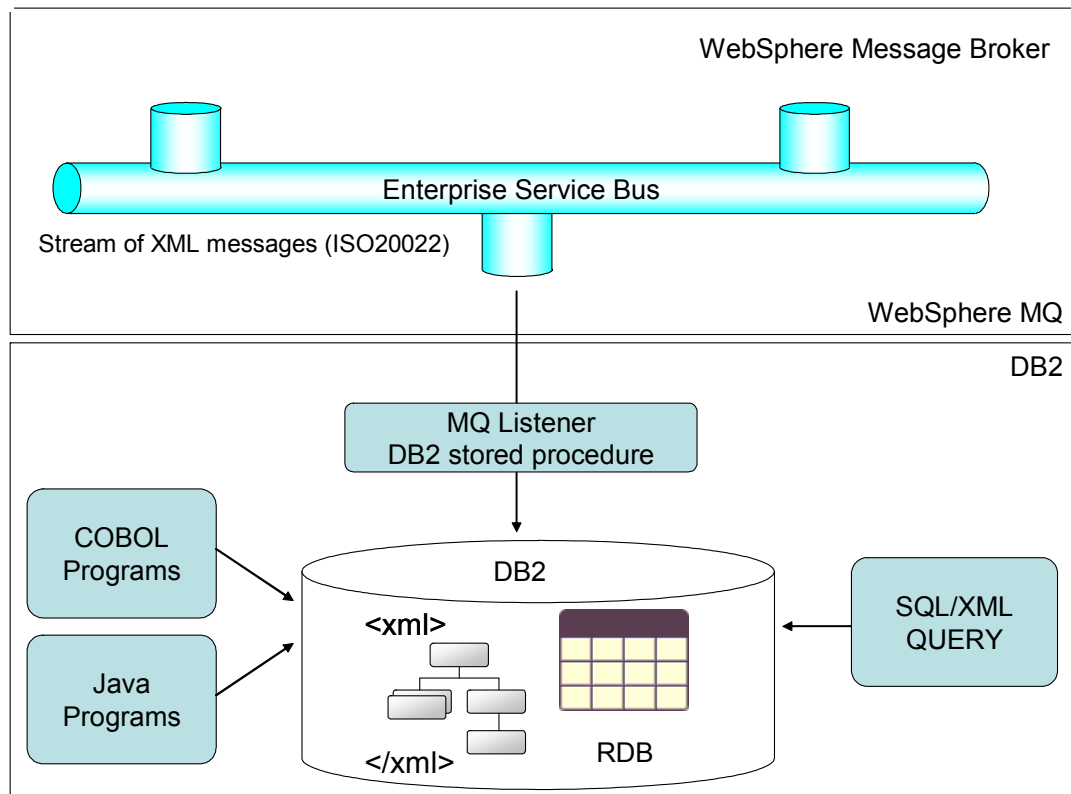 WebSphere Message Broker
Enterprise Service Bus
Stream of XML messages (ISO20022)
WebSphere MQ
DB2
MQ Listener
DB2 stored procedure
COBOL
Programs
Java
Programs
DB2
<xml>
</xml>
RDB
SQL/XML
QUERY